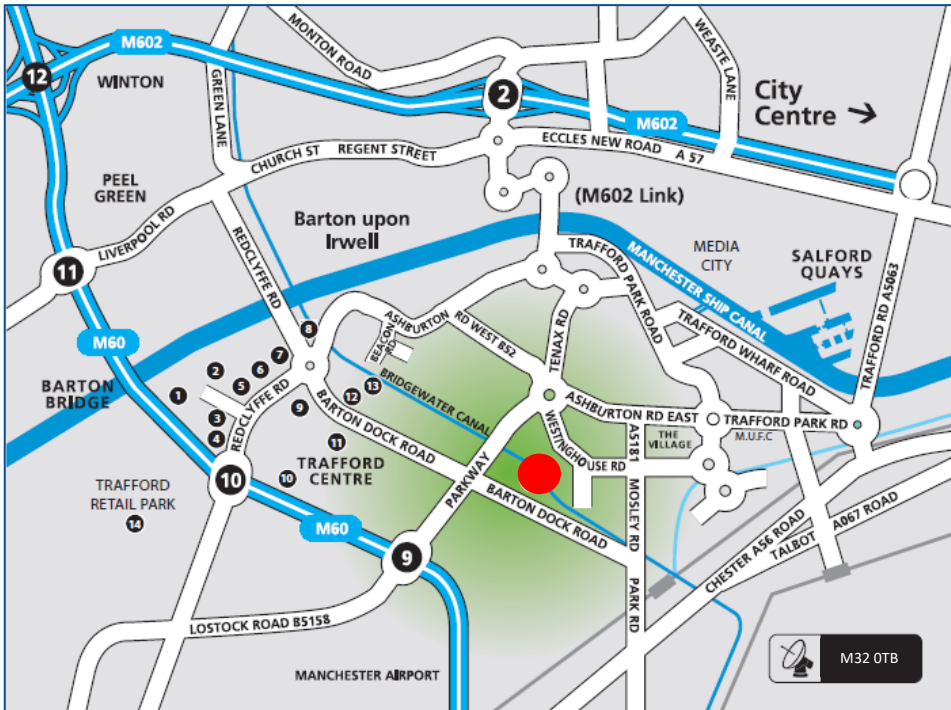 M602
12
WINTON
GREEN LANE
MONTON ROAD
2
WEASTE LANE
City
Centre
M602
ECCLES NEW ROAD A 57
CHURCH ST REGENT STREET
PEEL
GREEN
LIVERPOOL RD
11
REDCLYFFE RD
Barton upon
Irwell
(M602 Link)
TRAFFORD PARK ROAD
MANCHESTER SHIP CANAL
MEDIA
CITY
SALFORD
QUAYS
TRAFFORD RD A5063
TRAFFORD WHARF ROAD
M60
BARTON
BRIDGE
8
7
6
5
2
1
3
4
REDCLYFFE RD
9
12
13
11
10
ASHBURTON RD WEST B52
BEACON RD
BRIDGEWATER CANAL
TENAX RD
ASHBURTON RD EAST
TRAFFORD PARK RD
M.U.F.C
THE
VILLAGE
A5181
MOSLEY RD
PARK RD
WESTINGHOUSE RD
BARTON DOCK ROAD
TRAFFORD
CENTRE
PARKWAY
BARTON DOCK ROAD
10
TRAFFORD
RETAIL PARK
14
M60
9
LOSTOCK ROAD B5158
CHESTER A56 ROAD
TALBOT A067 ROAD
MANCHESTER AIRPORT
M32 0TB